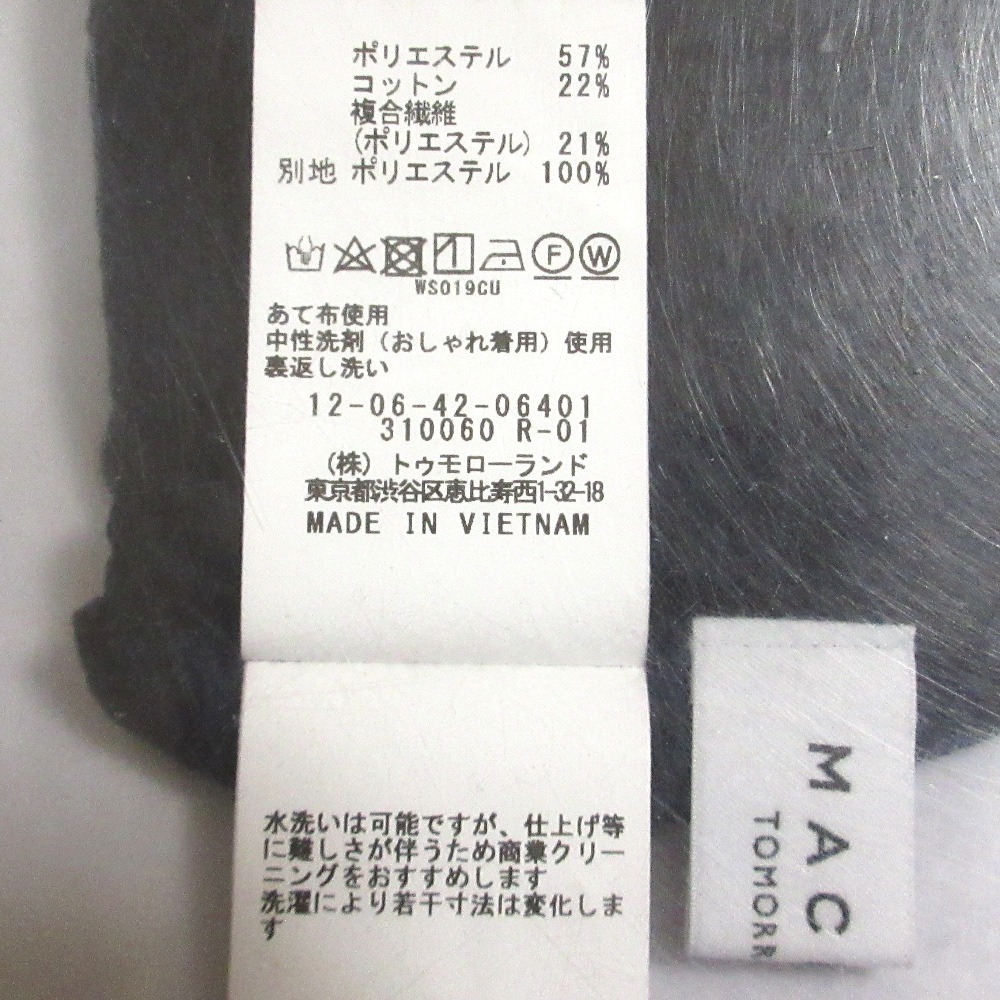 ポリエステル 57%
コットン 22%
複合繊維
(ポリエステル) 21%
別地 ポリエステル 100%
F W
WS019CU
あて布使用
中性洗剤（おしゃれ着用）使用
裏返し洗い
12-06-42-06401
310060 R-01
（株）トゥモローランド
東京都渋谷区恵比寿西1-32-18
MADE IN VIETNAM
水洗いは可能ですが、仕上げ等
に難しさが伴うため商業クリー
ニングをおすすめします
洗濯により若干寸法は変化しま
す
MAC
TOMORR